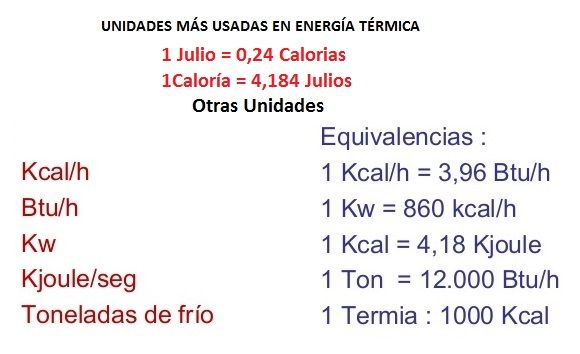 UNIDADES MÁS USADAS EN ENERGÍA TÉRMICA
1 Julio = 0,24 Calorias
1Caloría = 4,184 Julios
Otras Unidades
Equivalencias :
Kcal/h
1 Kcal/h = 3,96 Btu/h
Btu/h
1 Kw = 860 kcal/h
Kw
1 Kcal = 4,18 Kjoule
Kjoule/seg
1 Ton = 12.000 Btu/h
Toneladas de frío
1 Termia : 1000 Kcal